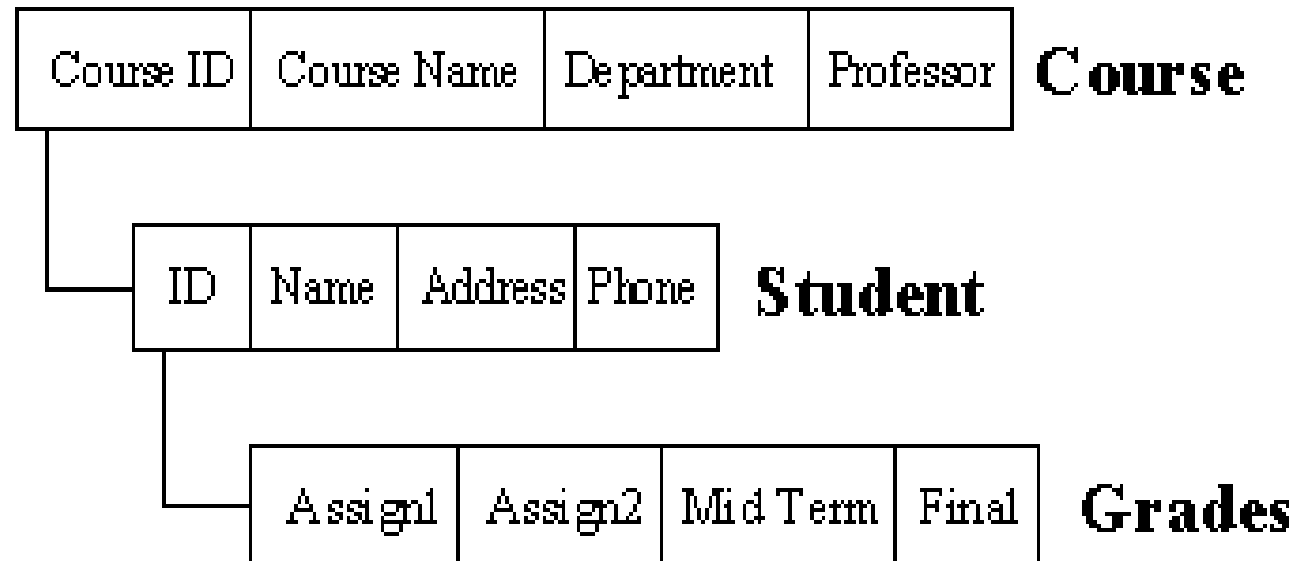 Course ID Course Name Department Professor Course
ID Name Address Phone Student
Assign1 Assign2 Mid Term Final Grades